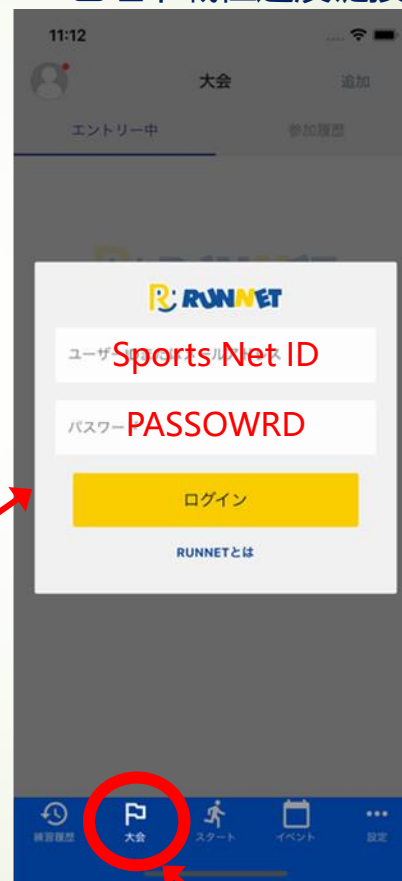 11:12
大会
追加
エントリー中
参加履歴
RUNNET
Sports Net ID
PASSOWRD
ログイン
RUNNETとは
練習履歴
大会
スタート
イベント
設定